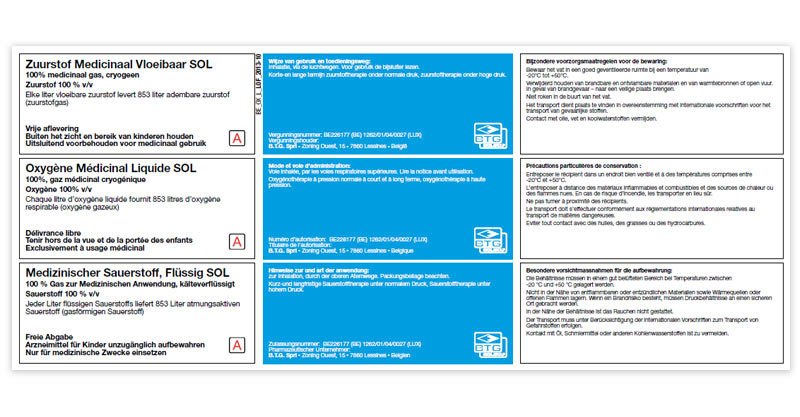 Zuurstof Medicinaal Vloeibaar SOL
100% medicinaal gas, cryogeen
Zuurstof 100 % v/v
Elke liter vloeibare zuurstof levert 853 liter adembare zuurstof
(zuurstofgas)
Vrije aflevering
Buiten het zicht en bereik van kinderen houden
Uitsluitend voorbehouden voor medicinaal gebruik
A
BE_OX_L_LDF_2013-10
Wijze van gebruik en toedieningsweg:
Inhalatie, via de luchtwegen. Voor gebruik de bijsluiter lezen.
Korte-en lange termijn zuurstoftherapie onder normale druk, zuurstoftherapie onder hoge druk.
Vergunningsnummer: BE226177 (BE) 1262/01/04/0027 (LUX)
Vergunninghouder:
B.T.G. Sprl • Zoning Ouest, 15 • 7860 Lessines • België
BTG
Bijzondere voorzorgsmaatregelen voor de bewaring:
Bewaar het vat in een goed geventileerde ruimte bij een temperatuur van
-20°C tot +50°C.
Verwijderd houden van brandbare en ontvlambare materialen en van warmtebronnen of open vuur.
In geval van brandgevaar – naar een veilige plaats brengen.
Niet roken in de buurt van het vat.
Het transport dient plaats te vinden in overeenstemming met internationale voorschriften voor het
transport van gevaarlijke stoffen.
Contact met olie, vet en koolwaterstoffen vermijden.
Oxygène Médicinal Liquide SOL
100%, gaz médicinal cryogénique
Oxygène 100% v/v
Chaque litre d'oxygène liquide fournit 853 litres d'oxygène
respirable (oxygène gazeux)
Délivrance libre
Tenir hors de la vue et de la portée des enfants
Exclusivement à usage médicinal
A
Mode et voie d'administration:
Voie inhalée, par les voies respiratoires supérieures. Lire la notice avant utilisation.
Oxygénothérapie à pression normale à court et à long terme, oxygénothérapie à haute
pression.
Numéro d'autorisation: BE226177 (BE) 1262/01/04/0027 (LUX)
Titulaire de l'autorisation:
B.T.G. Sprl • Zoning Ouest, 15 • 7860 Lessines • Belgique
BTG
Précautions particulières de conservation :
Entreposer le récipient dans un endroit bien ventilé et à des températures comprises entre
-20°C et +50°C.
L'entreposer à distance des matériaux inflammables et combustibles et des sources de chaleur ou
des flammes nues. En cas de risque d'incendie, les transporter en lieu sûr.
Ne pas fumer à proximité des récipients.
Le transport doit s'effectuer conformément aux réglementations internationales relatives au
transport de matières dangereuses.
Eviter tout contact avec des huiles, des graisses ou des hydrocarbures.
Medizinischer Sauerstoff, Flüssig SOL
100 % Gas zur Medizinischen Anwendung, kälteverflüssigt
Sauerstoff 100 % v/v
Jeder Liter flüssigen Sauerstoffs liefert 853 Liter atmungsaktiven
Sauerstoff (gasförmigen Sauerstoff)
Freie Abgabe
Arzneimittel für Kinder unzugänglich aufbewahren
Nur für medizinische Zwecke einsetzen
A
Hinweise zur und art der anwendung:
zur Inhalation, durch der oberen Atemwege. Packungsbeilage beachten.
Kurz-und langfristige Sauerstofftherapie unter normalem Druck, Sauerstofftherapie unter
hohem Druck.
Zulassungsnummer: BE226177 (BE) 1262/01/04/0027 (LUX)
Pharmazeutischer Unternehmer:
B.T.G. Sprl • Zoning Ouest, 15 • 7860 Lessines • Belgien
BTG
Besondere vorsichtmassnahmen für die aufbewahrung:
Die Behältnisse müssen in einem gut belüfteten Bereich bei Temperaturen zwischen
-20 °C und +50 °C gelagert werden.
Nicht in der Nähe von entflammbaren oder entzündlichen Materialien sowie Wärmequellen oder
offenen Flammen lagern. Wenn ein Brandrisiko besteht, müssen Druckbehältnisse an einen sicheren
Ort gebracht werden.
In der Nähe der Behältnisse ist das Rauchen nicht gestattet.
Der Transport muss unter Berücksichtigung der internationalen Vorschriften zum Transport von
Gefahrstoffen erfolgen.
Kontakt mit Öl, Schmiermittel oder anderen Kohlenwasserstoffen ist zu vermeiden.